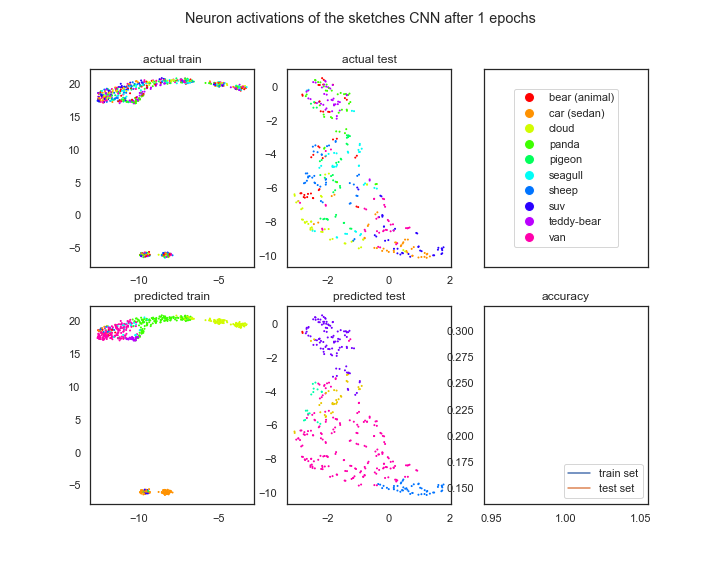 Neuron activations of the sketches CNN after 1 epochs
actual train
20
15
10
5
0
−5
−10
−5
actual test
0
−2
−4
−6
−8
−10
−2
0
2
bear (animal)
car (sedan)
cloud
panda
pigeon
seagull
sheep
suv
teddy-bear
van
predicted train
20
15
10
5
0
−5
−10
−5
predicted test
0
−2
−4
−6
−8
−10
−2
0
2
accuracy
0.300
0.275
0.250
0.225
0.200
0.175
0.150
train set
test set
0.95
1.00
1.05